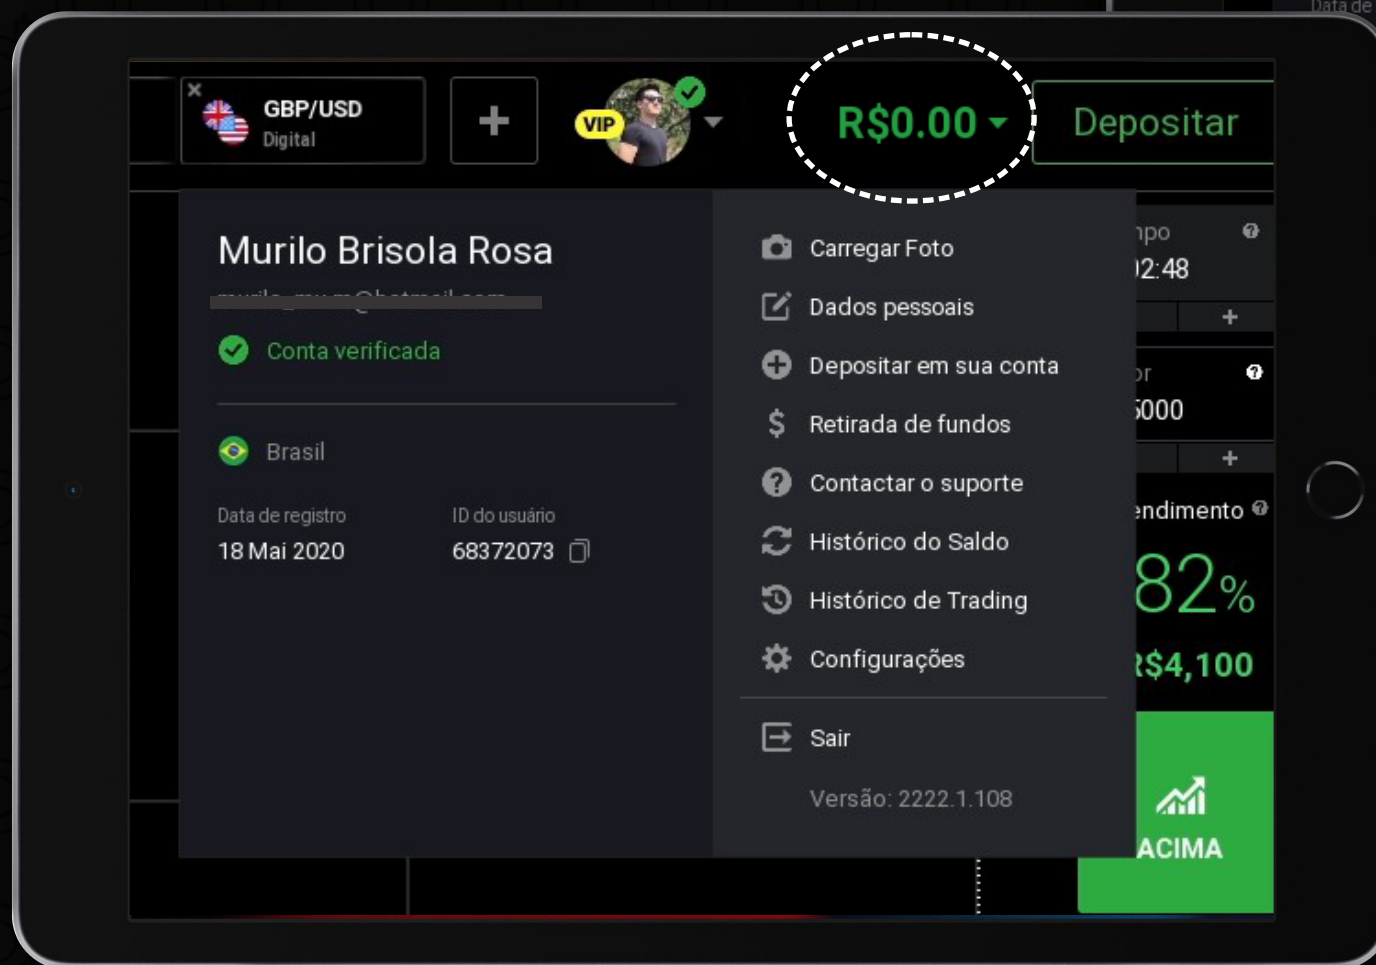 Data de
GBP/USD
Digital
VIP
R$0.00
Depositar
Murilo Brisola Rosa
Conta verificada
Brasil
Data de registro
ID do usuário
18 Mai 2020
68372073
Carregar Foto
Dados pessoais
Depositar em sua conta
Retirada de fundos
Contactar o suporte
Histórico do Saldo
Histórico de Trading
Configurações
Sair
Versão: 2222.1.108
02:48
5000
endimento
82%
R$4,100
ACIMA